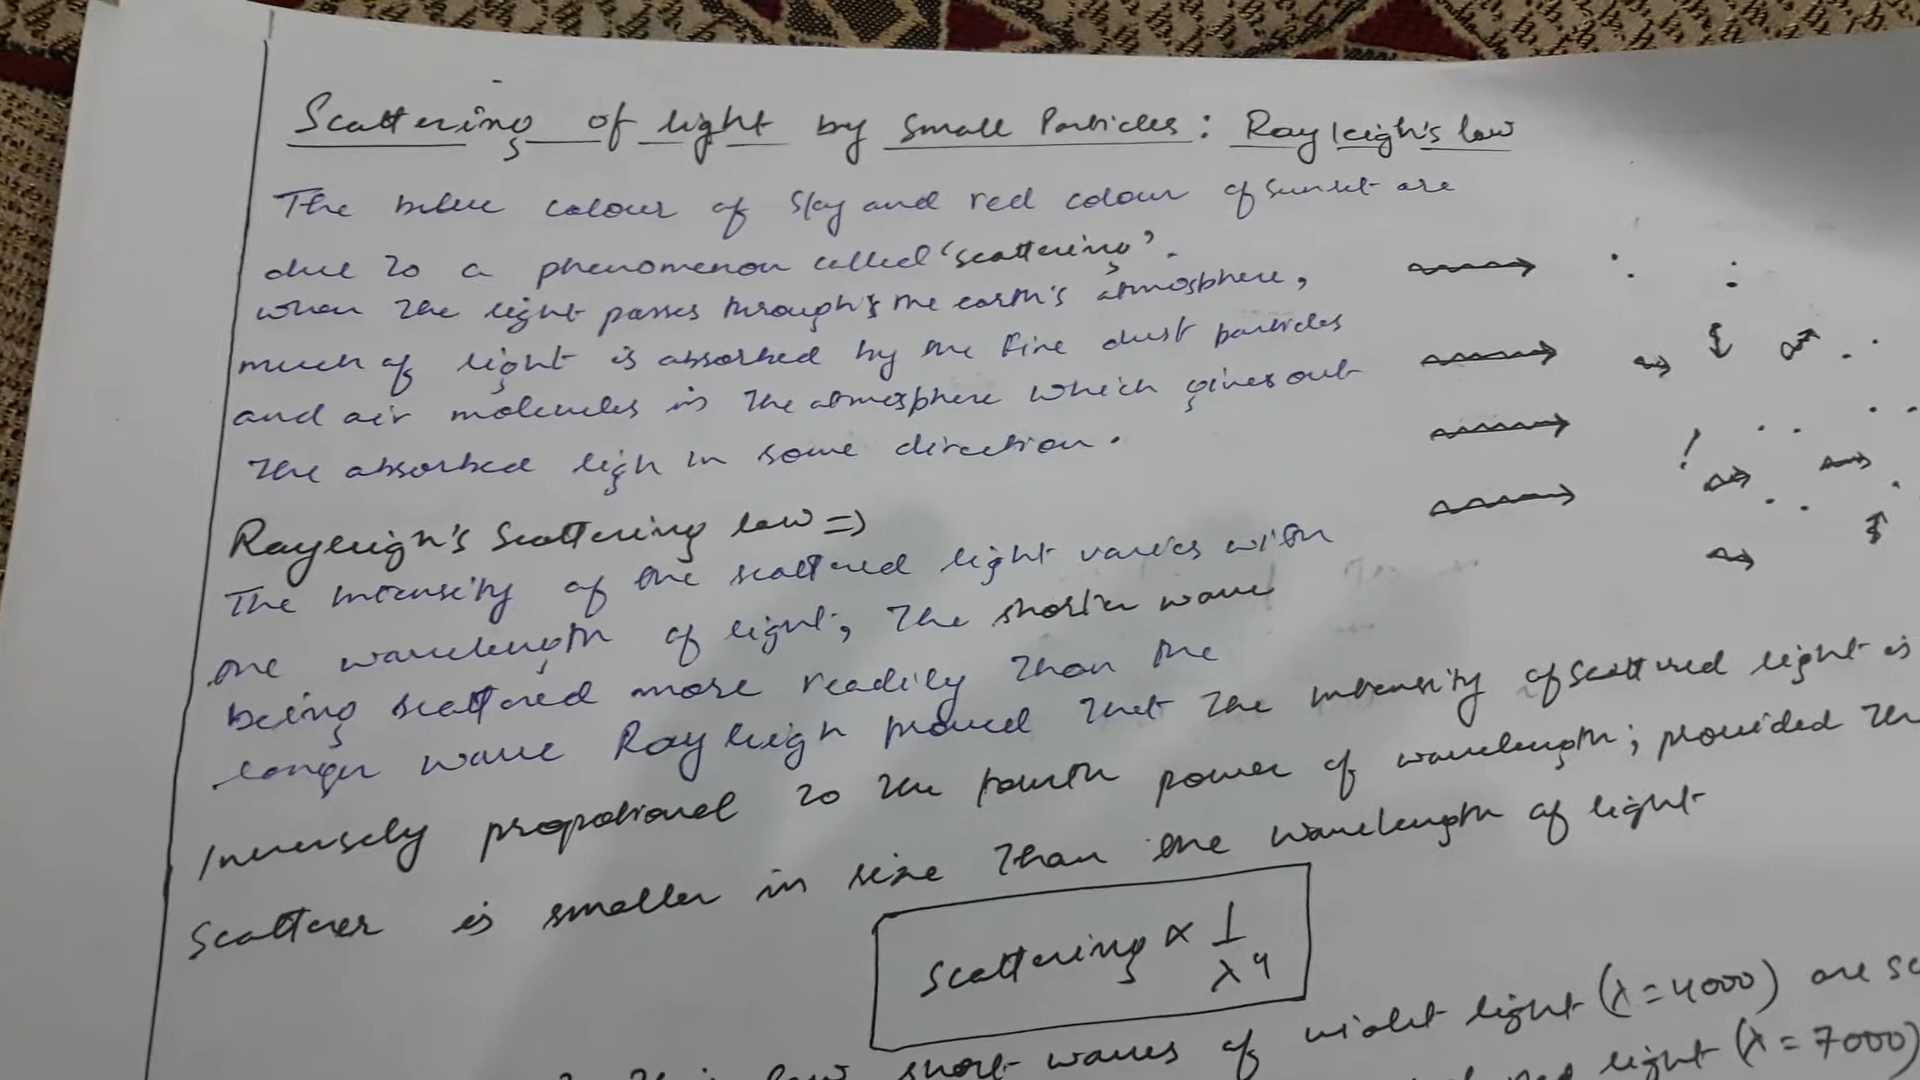 Scattering of light by Small Particles: Rayleigh's law
The blue colour of Sky and red colour of Sunset are
due to a phenomenon called 'scattering'.
when the light passes through the earth's atmosphere,
much of light is absorbed by the fine dust particles
and air molecules in the atmosphere which gives out
The absorbed ligh in some direction.
Rayleigh's Scattering law =>
The intensity of the scattered light varies with
the wavelength of light, The shorter wave
being scattered more readily than the
longer wave Rayleigh proved that the intensity of scattered light is
Inversely propotional to the fourth power of wavelength; provided the
Scatterer is smaller in size than the wavelength of light
Scattering ∝ 1/λ⁴
law short waves of violet light (λ=4000) are sc
light (λ=7000)